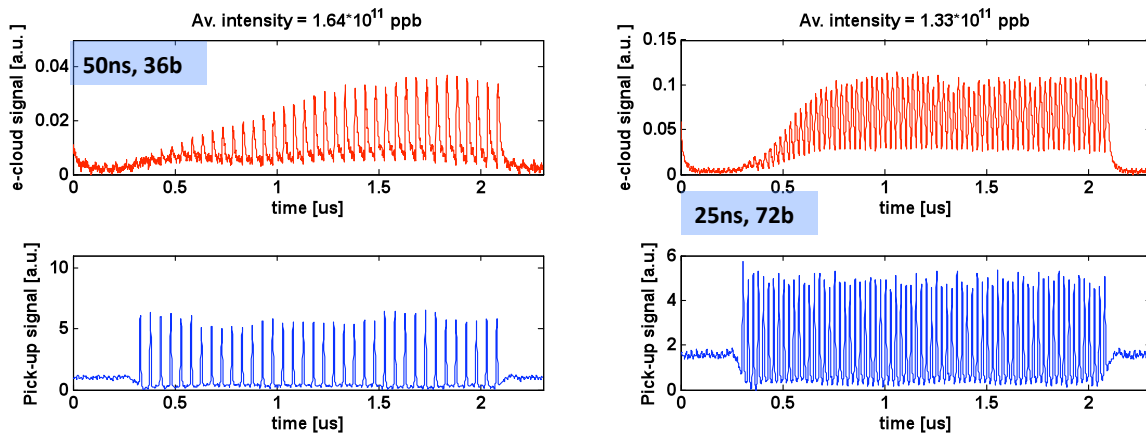 Av. intensity = 1.64*10^11 ppb
50ns, 36b
e-cloud signal [a.u.]
0.04
0.02
0
0 0.5 1 1.5 2
time [us]
Pick-up signal [a.u.]
10
5
0
0 0.5 1 1.5 2
time [us]
Av. intensity = 1.33*10^11 ppb
e-cloud signal [a.u.]
0.15
0.1
0.05
0
0 0.5 1 1.5 2
time [us]
25ns, 72b
Pick-up signal [a.u.]
6
4
2
0
0 0.5 1 1.5 2
time [us]